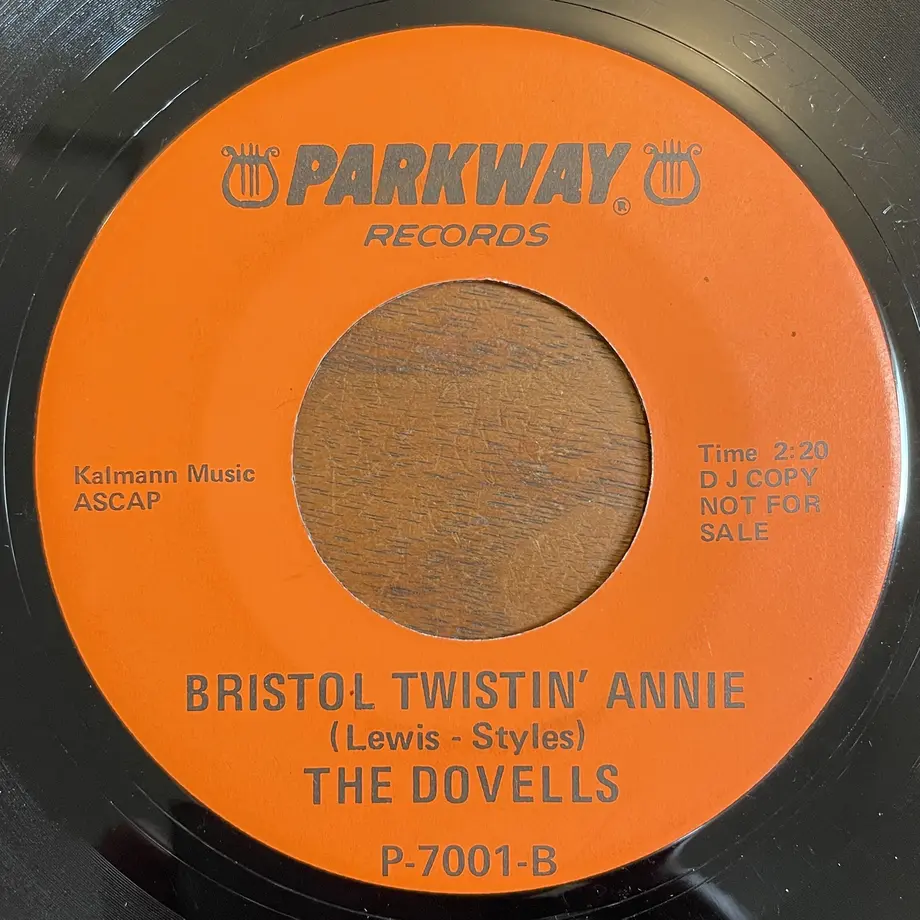 PARKWAY®
RECORDS
Kalmann Music
ASCAP
Time 2:20
D J COPY
NOT FOR
SALE
BRISTOL TWISTIN' ANNIE
(Lewis - Styles)
THE DOVELLS
P-7001-B